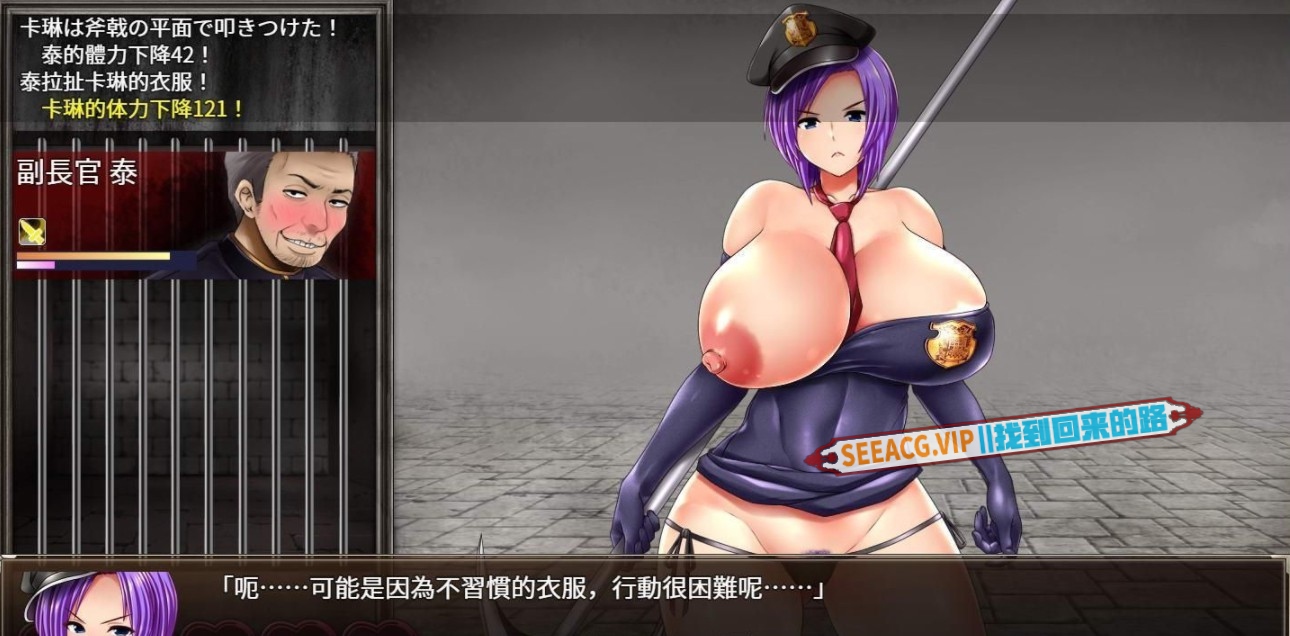 卡琳は斧戟の平面で叩きつけた！
泰的體力下降42！
泰拉扯卡琳的衣服！
卡琳的体力下降121！
副長官 泰
SEEACG.VIP||找到回来的路
「呃……可能是因為不習慣的衣服，行動很困難呢……」